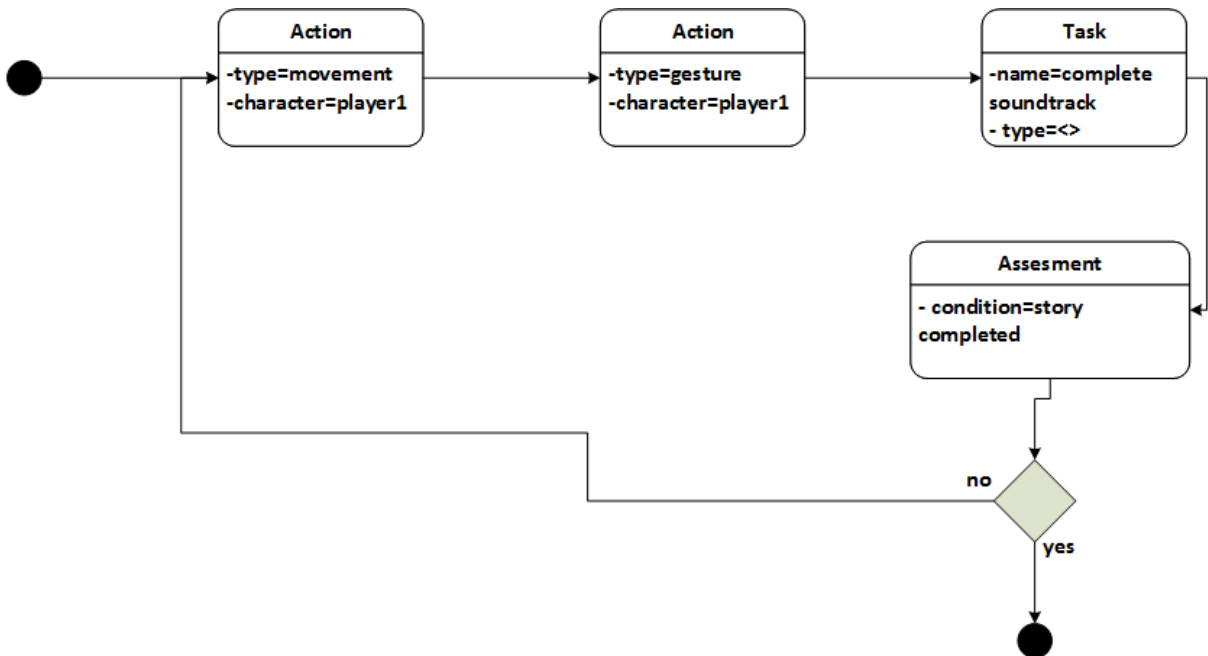 Action
-type=movement
-character=player1
Action
-type=gesture
-character=player1
Task
-name=complete
soundtrack
- type=<>
Assesment
- condition=story
completed
no
yes